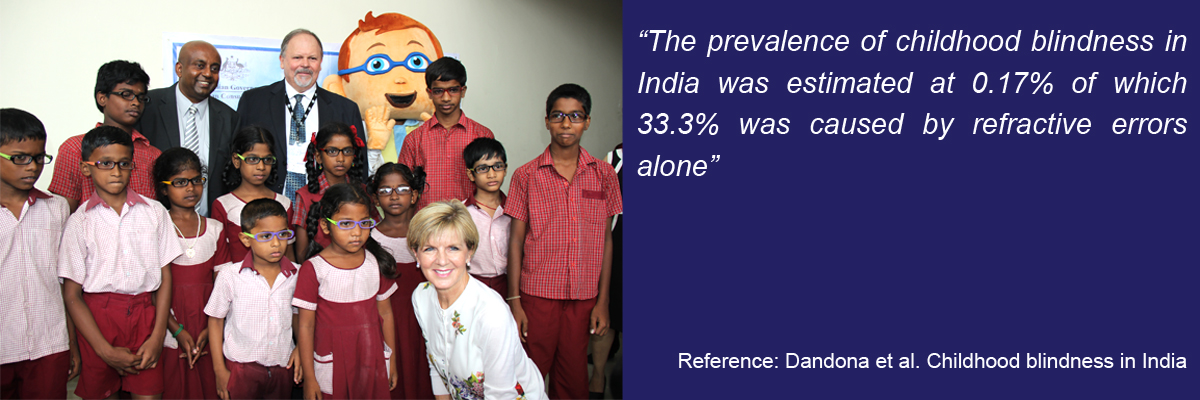 “The prevalence of childhood blindness in
India was estimated at 0.17% of which
33.3% was caused by refractive errors
alone”
Reference: Dandona et al. Childhood blindness in India